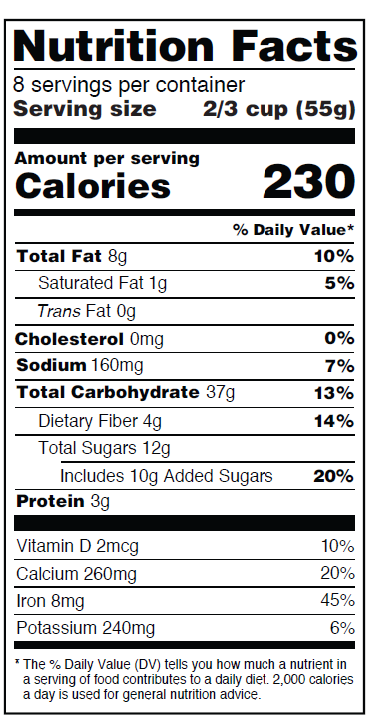 Nutrition Facts
8 servings per container
Serving size 2/3 cup (55g)
Amount per serving
Calories 230
% Daily Value*
Total Fat 8g 10%
Saturated Fat 1g 5%
Trans Fat 0g
Cholesterol 0mg 0%
Sodium 160mg 7%
Total Carbohydrate 37g 13%
Dietary Fiber 4g 14%
Total Sugars 12g
Includes 10g Added Sugars 20%
Protein 3g
Vitamin D 2mcg 10%
Calcium 260mg 20%
Iron 8mg 45%
Potassium 240mg 6%
* The % Daily Value (DV) tells you how much a nutrient in
a serving of food contributes to a daily diet. 2,000 calories
a day is used for general nutrition advice.